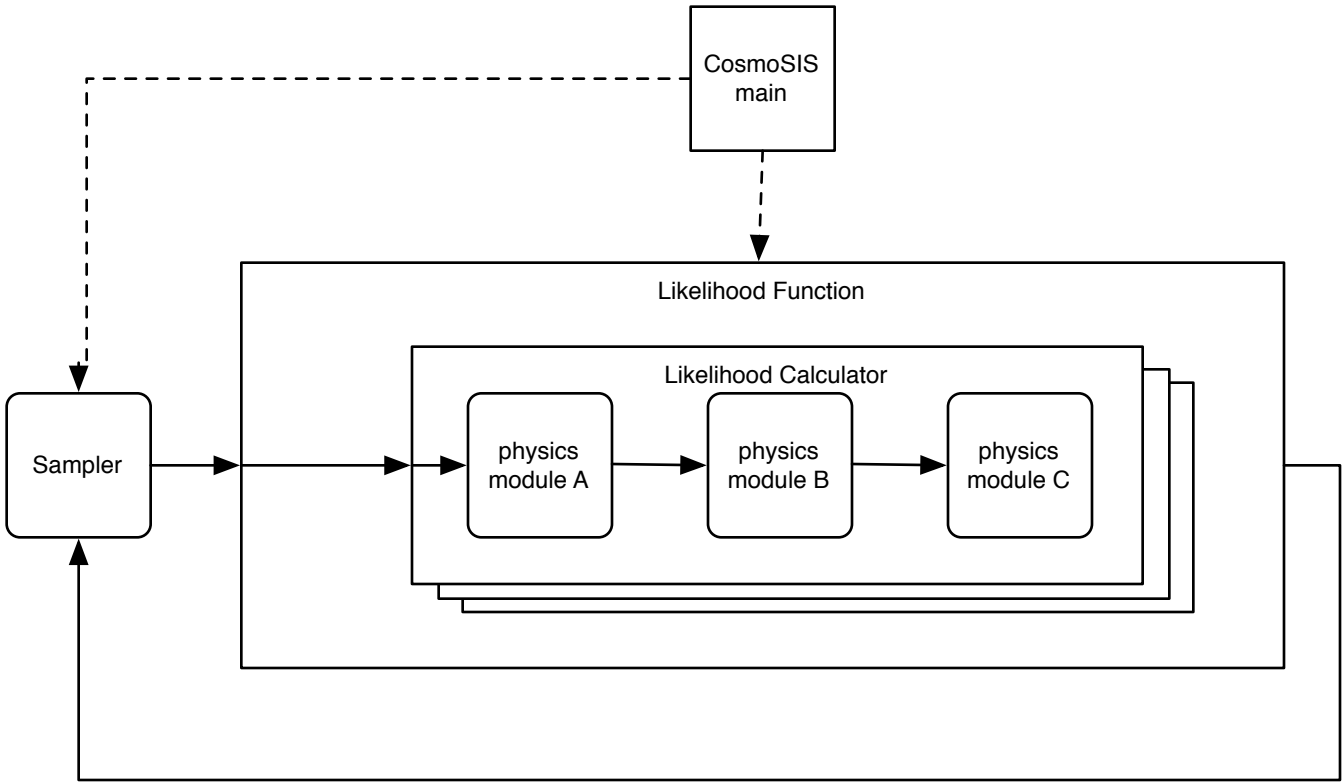 CosmoSIS
main
Likelihood Function
Likelihood Calculator
Sampler
physics
module A
physics
module B
physics
module C